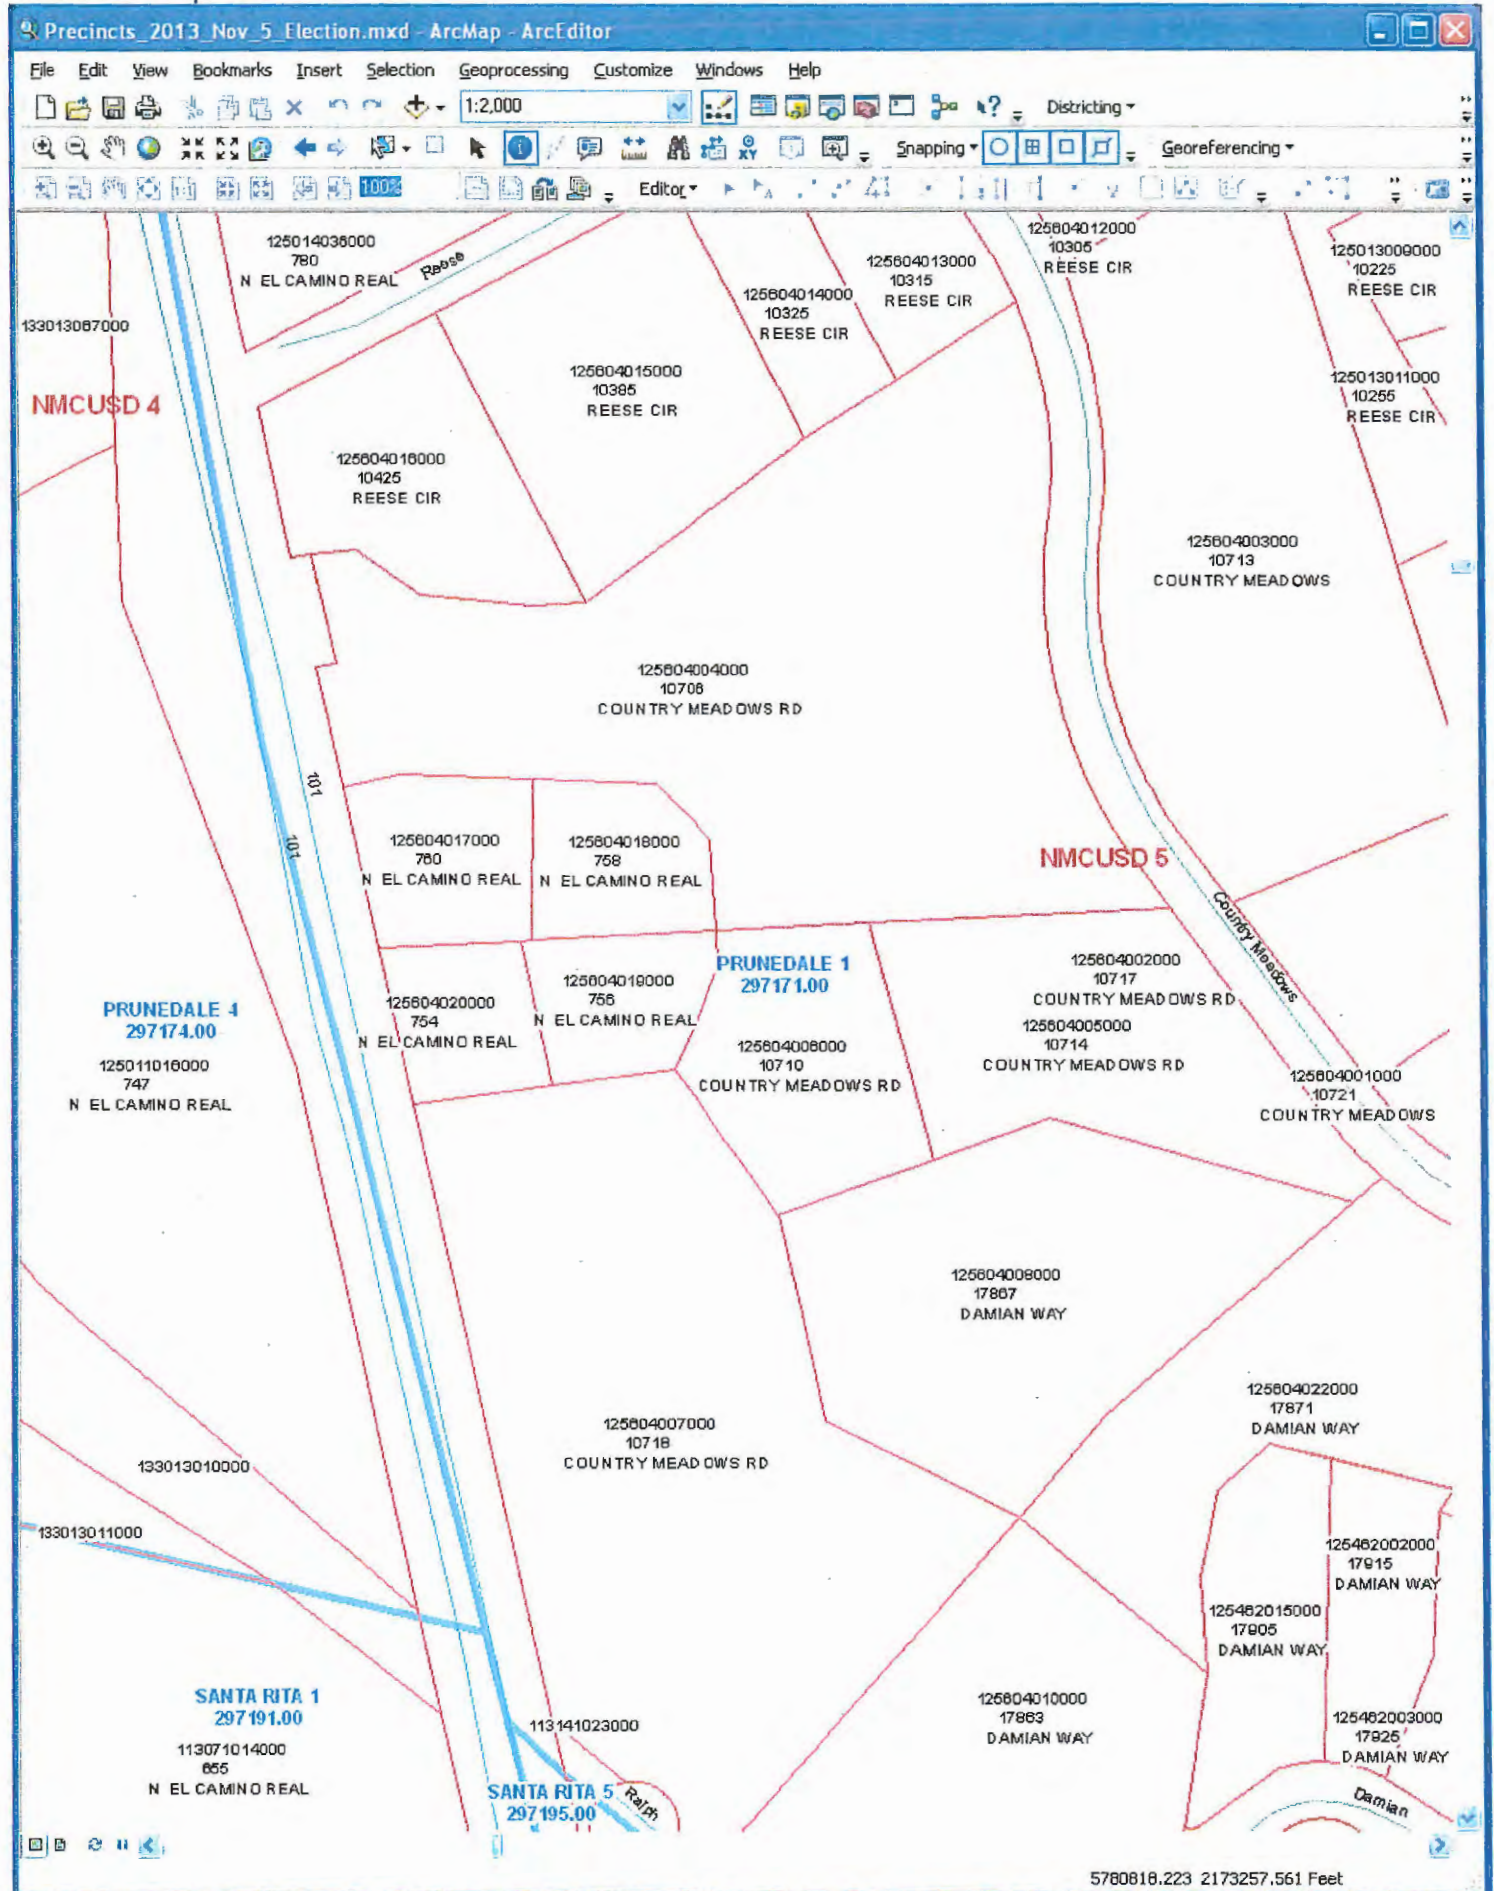 Precincts_2013_Nov_5_Election.mxd - ArcMap - ArcEditor
File Edit View Bookmarks Insert Selection Geoprocessing Customize Windows Help
1:2,000
Districting
Snapping
Georeferencing
100%
Editor
125014036000
780
N EL CAMINO REAL
Reese
125604012000
10305
REESE CIR
125604013000
10315
REESE CIR
125013009000
10225
REESE CIR
125604014000
10325
REESE CIR
133013067000
125604015000
10385
REESE CIR
125013011000
10255
REESE CIR
NMCUSD 4
125604016000
10425
REESE CIR
125604003000
10713
COUNTRY MEADOWS
125604004000
10706
COUNTRY MEADOWS RD
101
101
125604017000
760
N EL CAMINO REAL
125604018000
758
N EL CAMINO REAL
NMCUSD 5
Country Meadows
PRUNEDALE 1
297171.00
125604002000
10717
COUNTRY MEADOWS RD
125604019000
756
N EL CAMINO REAL
125604020000
754
N EL CAMINO REAL
PRUNEDALE 4
297174.00
125604005000
10714
COUNTRY MEADOWS RD
125604006000
10710
COUNTRY MEADOWS RD
125011016000
747
N EL CAMINO REAL
125604001000
10721
COUNTRY MEADOWS
125604008000
17867
DAMIAN WAY
125604022000
17871
DAMIAN WAY
125604007000
10718
COUNTRY MEADOWS RD
133013010000
133013011000
125462002000
17915
DAMIAN WAY
125462015000
17905
DAMIAN WAY
SANTA RITA 1
297191.00
125604010000
17863
DAMIAN WAY
113141023000
125462003000
17925
DAMIAN WAY
113071014000
655
N EL CAMINO REAL
SANTA RITA 5
297195.00
Ralph
Damian
5780818.223 2173257.561 Feet